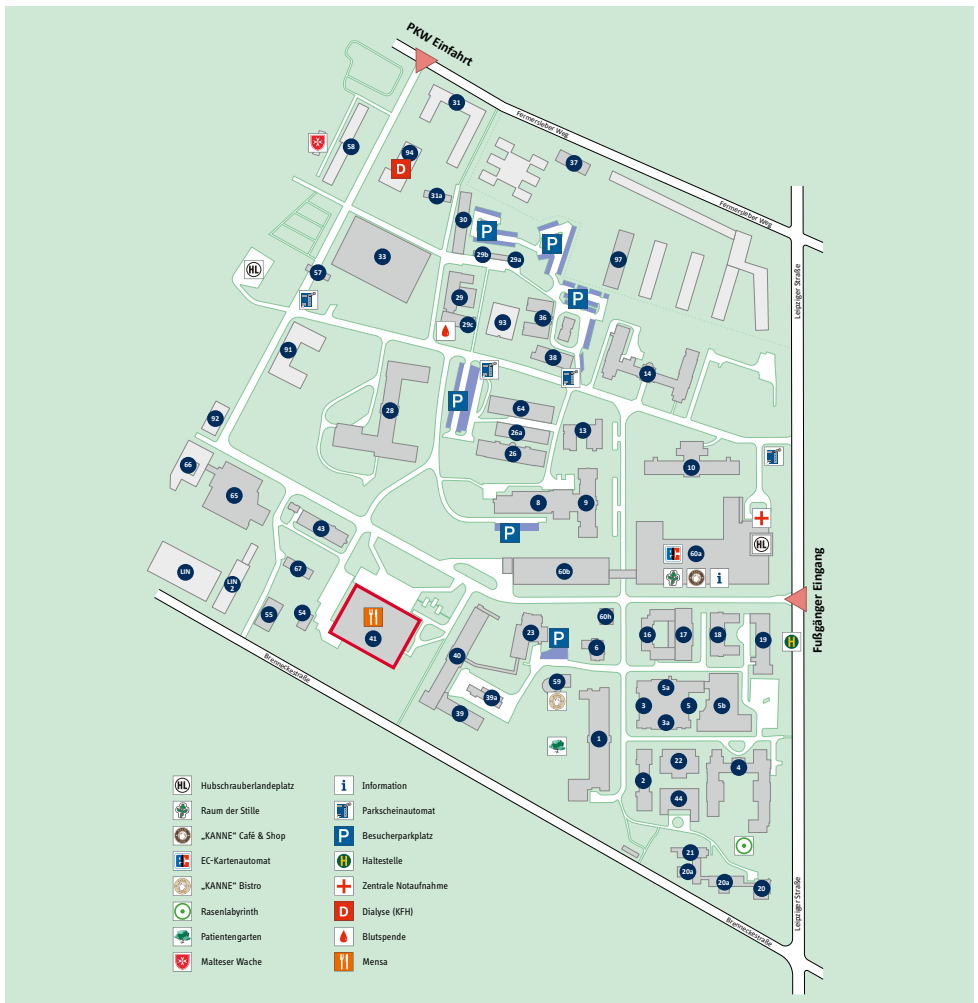 PKW Einfahrt
31
Fermersleber Weg
58
94
D
37
31a
30
P
P
Fermersleber Weg
33
29b
29a
97
HL
57
Leipziger Straße
29
P
93
36
29c
91
38
14
28
P
64
92
26a
13
26
10
66
65
8
9
43
P
HL
60a
EC
i
LIN
LIN 2
67
60b
Fußgänger Eingang
55
54
41
60h
23
P
16
17
18
19
H
6
40
Brenneckestraße
59
5a
39a
3
5
5b
39
3a
1
22
4
2
44
21
20a
20a
20
Leipziger Straße
Brenneckestraße
HL Hubschrauberlandeplatz
i Information
Raum der Stille
Parkscheinautomat
„KANNE“ Café & Shop
P Besucherparkplatz
EC EC-Kartenautomat
H Haltestelle
„KANNE“ Bistro
Zentrale Notaufnahme
Rasenlabyrinth
D Dialyse (KFH)
Patientengarten
Blutspende
Malteser Wache
Mensa